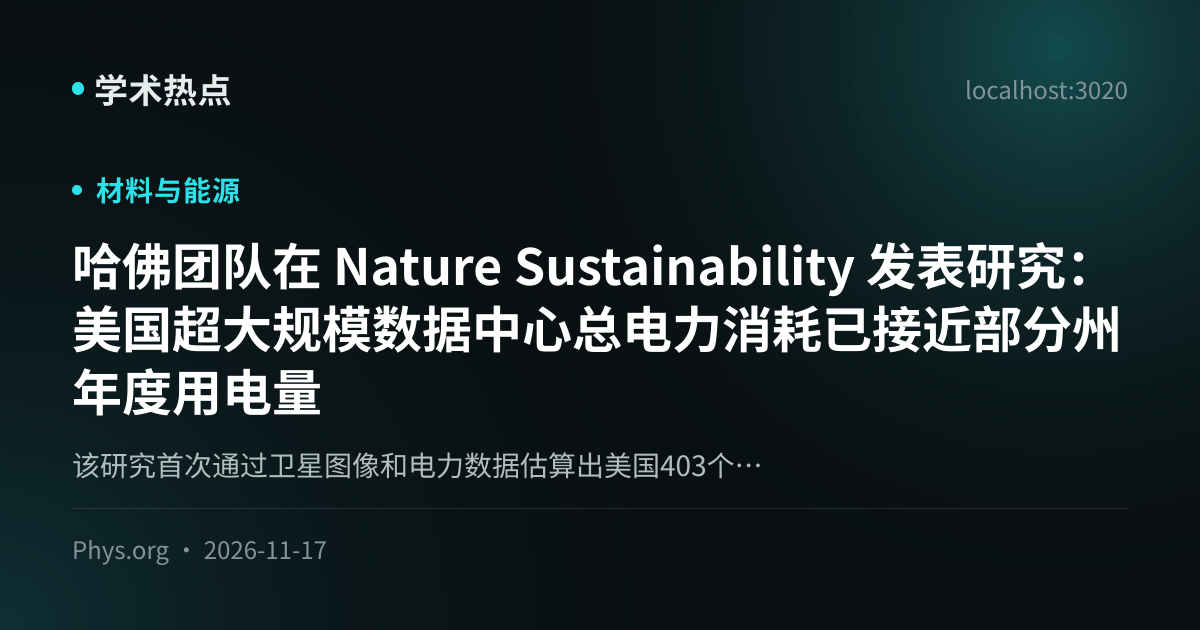 学术热点
localhost:3020
材料与能源
哈佛团队在 Nature Sustainability 发表研究：
美国超大规模数据中心总电力消耗已接近部分州
年度用电量
该研究首次通过卫星图像和电力数据估算出美国403个…
Phys.org · 2026-11-17